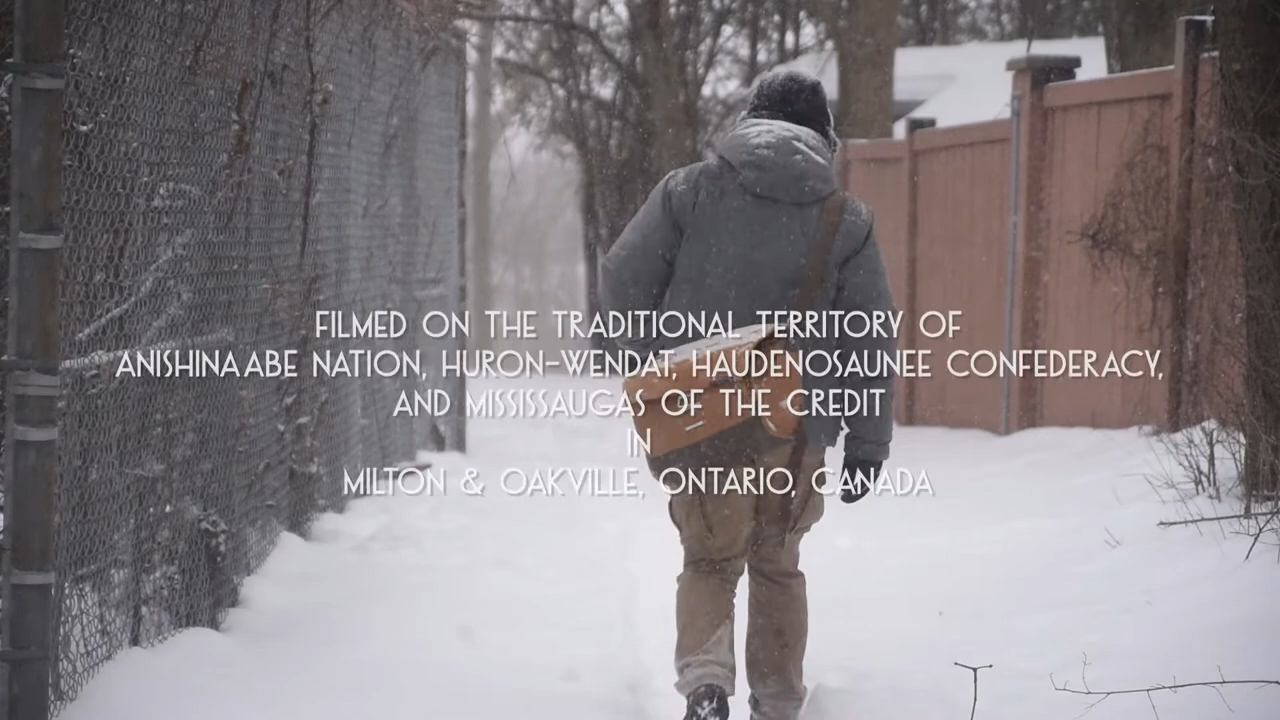 FILMED ON THE TRADITIONAL TERRITORY OF
ANISHINAABE NATION, HURON-WENDAT, HAUDENOSAUNEE CONFEDERACY,
AND MISSISSAUGAS OF THE CREDIT
IN
MILTON & OAKVILLE, ONTARIO, CANADA